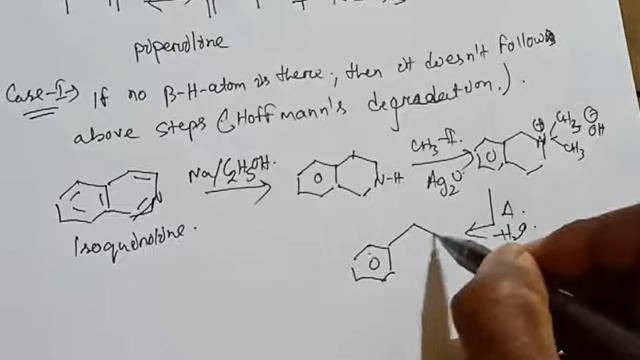 piperidine
Case-I) If no β-H-atom is there, then it doesn't follow
above steps (Hoffmann's degradation.).
Na/C2H5OH.
N-H
CH3-I
Ag2O
N
CH3
OH
CH3
N
Isoquinoline.
Δ
-H2O